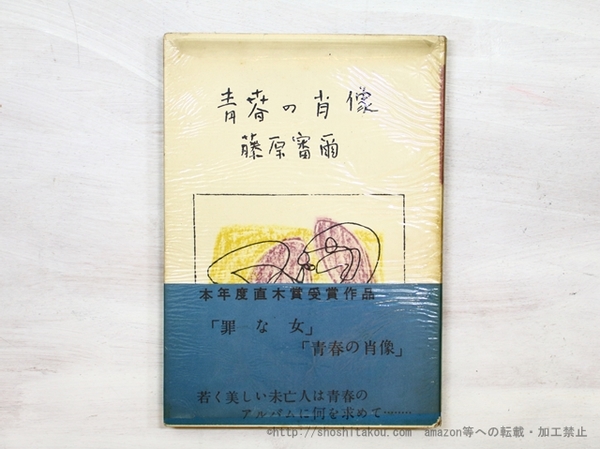 青春の肖像
藤原審爾
本年度直木賞受賞作品
「罪な女」
「青春の肖像」
若く美しい未亡人は青春の
アルバムに何を求めて………
©http://shoshitakou.com amazon等への転載・加工禁止